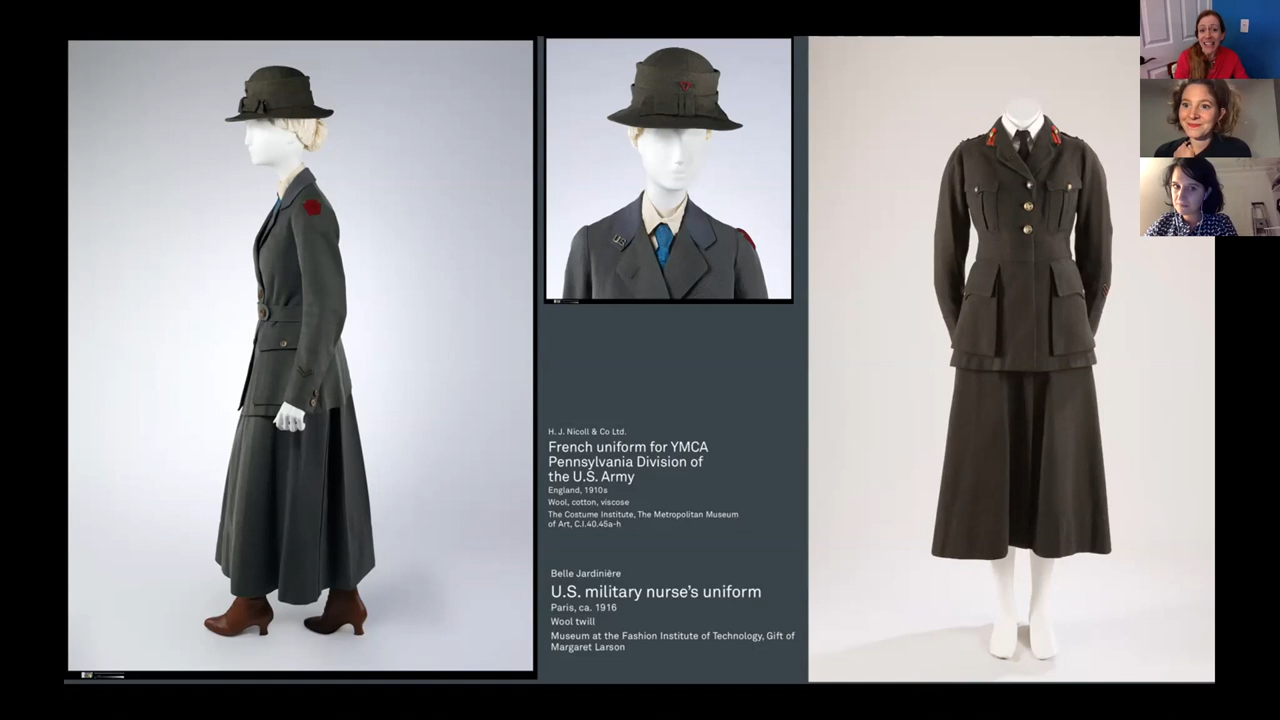 H. J. Nicoll & Co Ltd.
French uniform for YMCA
Pennsylvania Division of
the U.S. Army
England, 1910s
Wool, cotton, viscose
The Costume Institute, The Metropolitan Museum
of Art, C.I.40.45a-h
Belle Jardinière
U.S. military nurse's uniform
Paris, ca. 1916
Wool twill
Museum at the Fashion Institute of Technology, Gift of
Margaret Larson